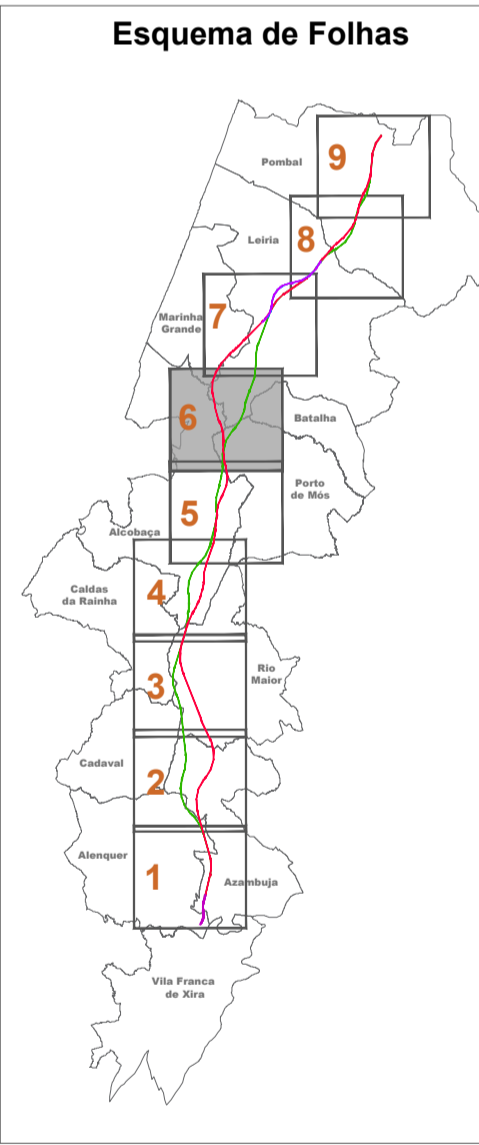 Esquema de Folhas
9
Pombal
8
Leiria
7
Marinha
Grande
6
Batalha
Porto
de Mós
5
Alcobaça
4
Caldas
da Rainha
Rio
Maior
3
Cadaval
2
Alenquer
1
Azambuja
Vila Franca
de Xira